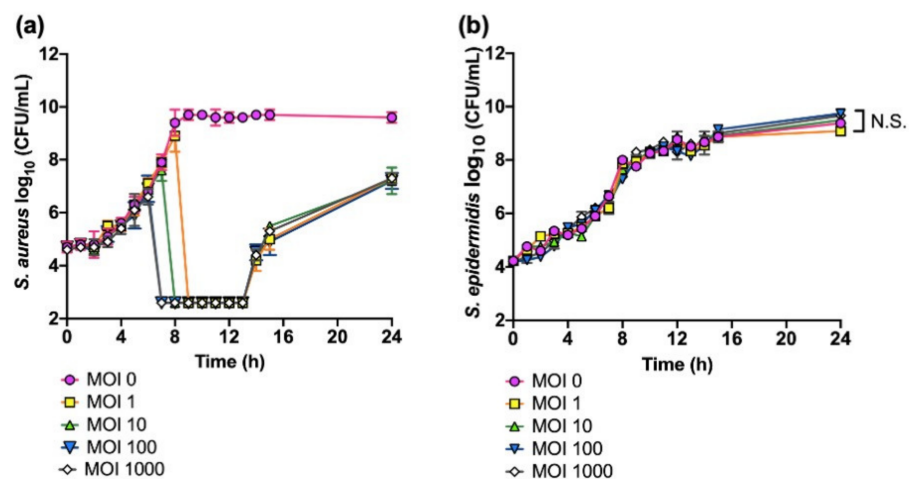 (a)
S. aureus log10 (CFU/mL)
12
10
8
6
4
2
0 4 8 12 16 20 24
Time (h)
MOI 0
MOI 1
MOI 10
MOI 100
MOI 1000
(b)
S. epidermidis log10 (CFU/mL)
12
10
8
6
4
2
N.S.
0 4 8 12 16 20 24
Time (h)
MOI 0
MOI 1
MOI 10
MOI 100
MOI 1000